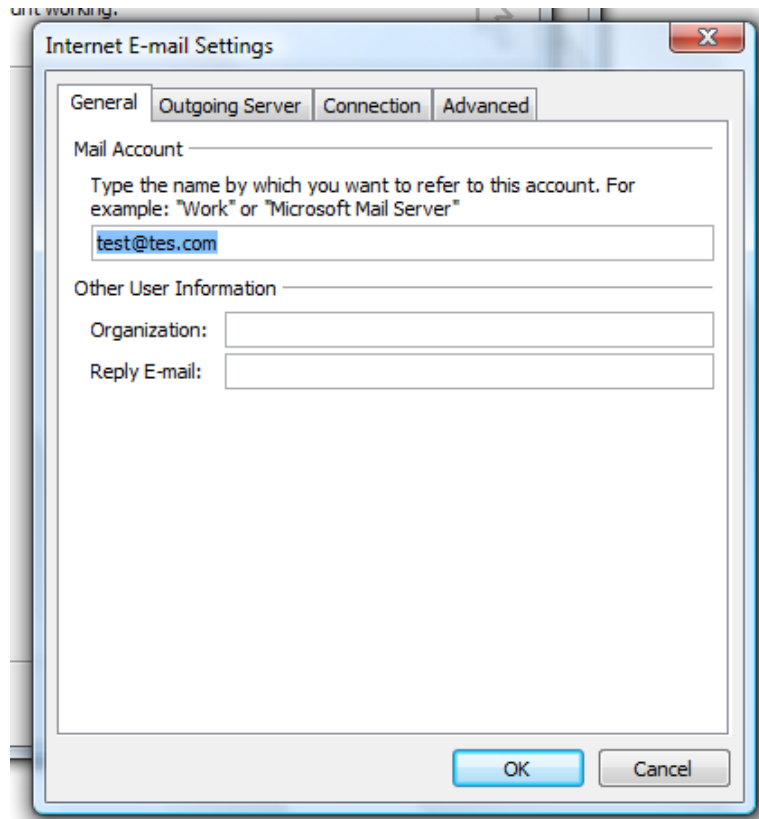 working.
Internet E-mail Settings
General Outgoing Server Connection Advanced
Mail Account
Type the name by which you want to refer to this account. For
example: "Work" or "Microsoft Mail Server"
test@tes.com
Other User Information
Organization:
Reply E-mail:
OK Cancel